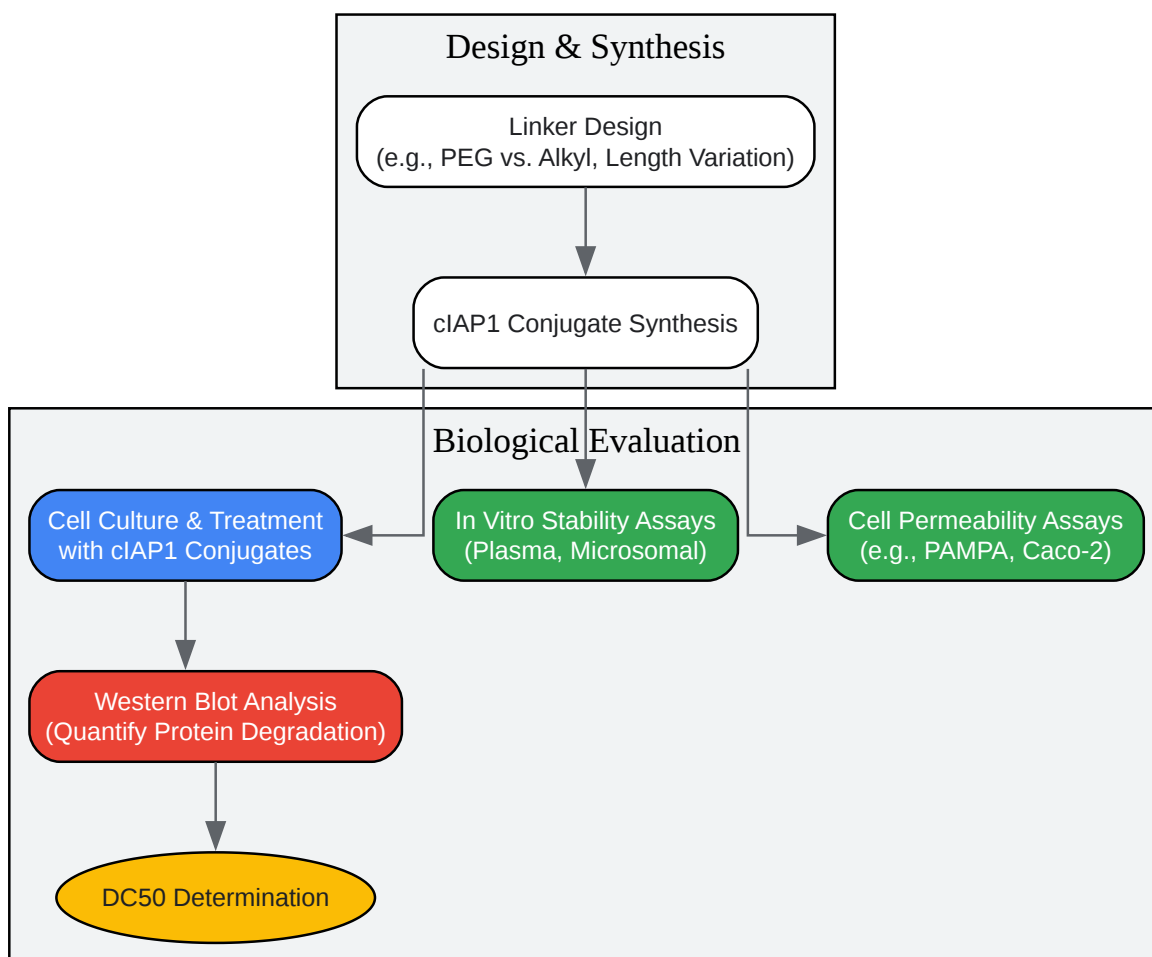 Design & Synthesis
Linker Design
(e.g., PEG vs. Alkyl, Length Variation)
cIAP1 Conjugate Synthesis
Biological Evaluation
Cell Culture & Treatment
with cIAP1 Conjugates
In Vitro Stability Assays
(Plasma, Microsomal)
Cell Permeability Assays
(e.g., PAMPA, Caco-2)
Western Blot Analysis
(Quantify Protein Degradation)
DC50 Determination